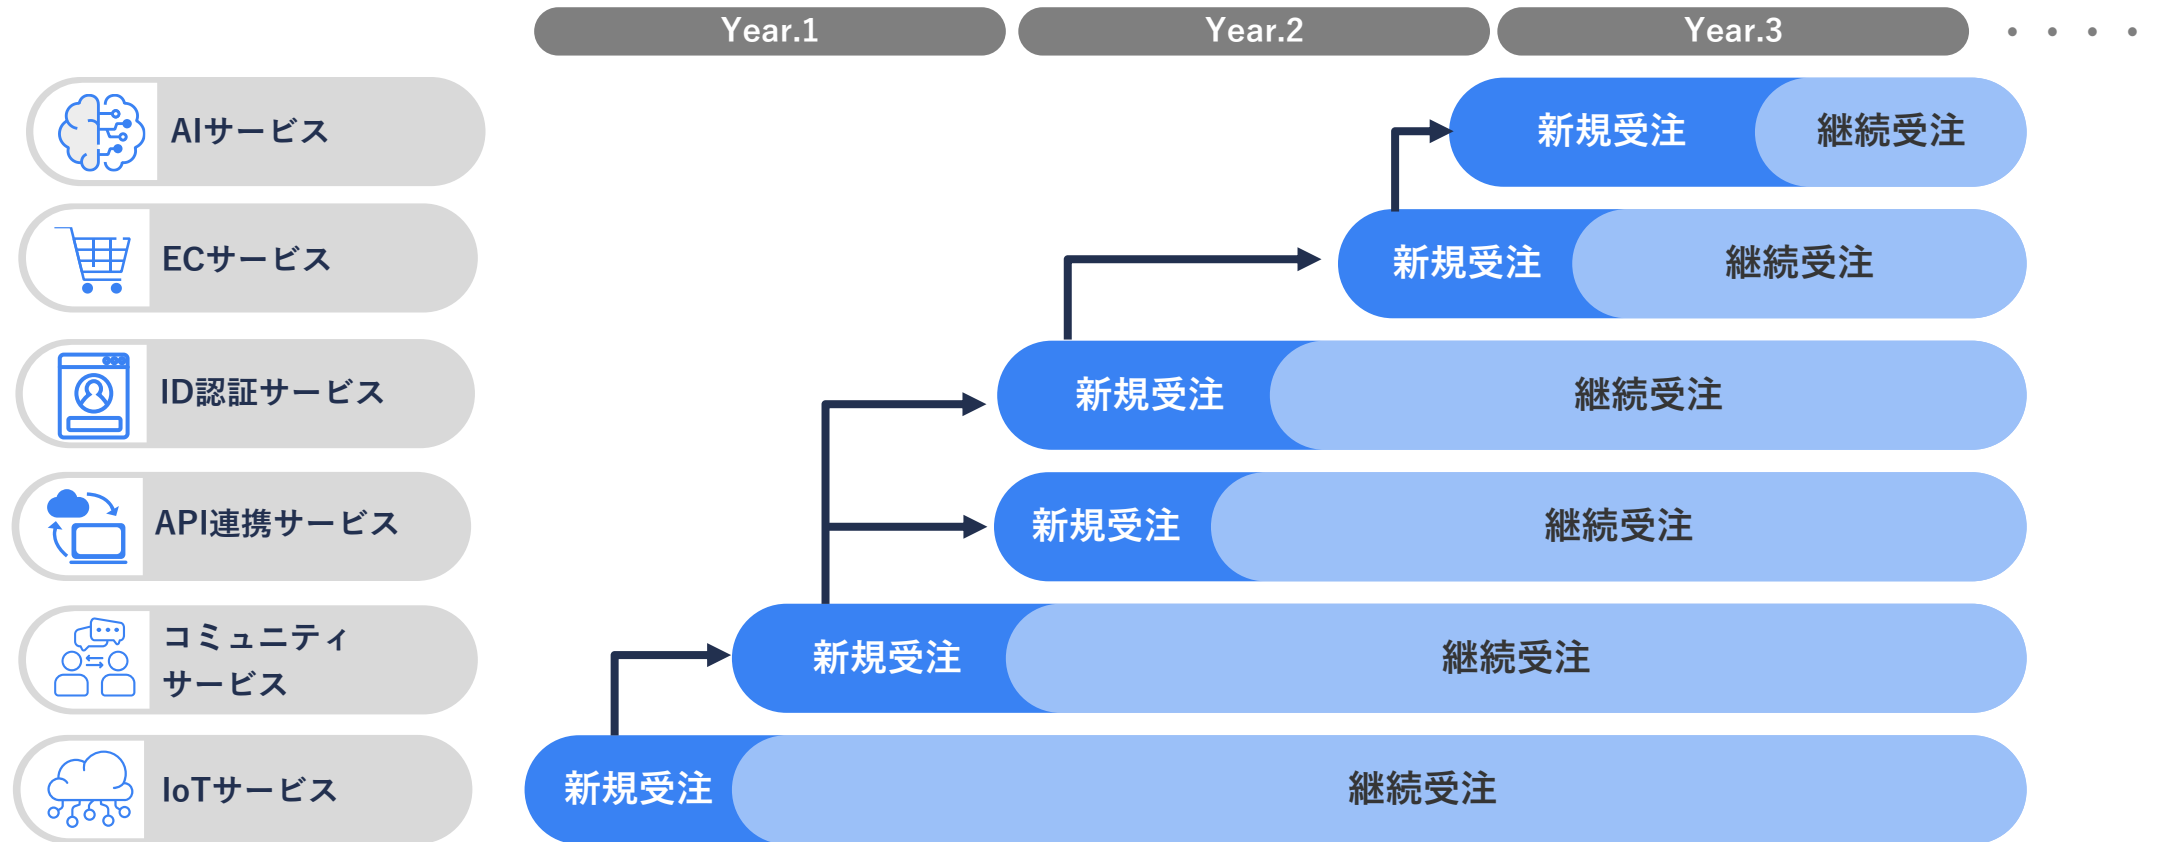 Year.1 Year.2 Year.3 ・・・・
AIサービス 新規受注 継続受注
ECサービス 新規受注 継続受注
ID認証サービス 新規受注 継続受注
API連携サービス 新規受注 継続受注
コミュニティ
サービス 新規受注 継続受注
IoTサービス 新規受注 継続受注